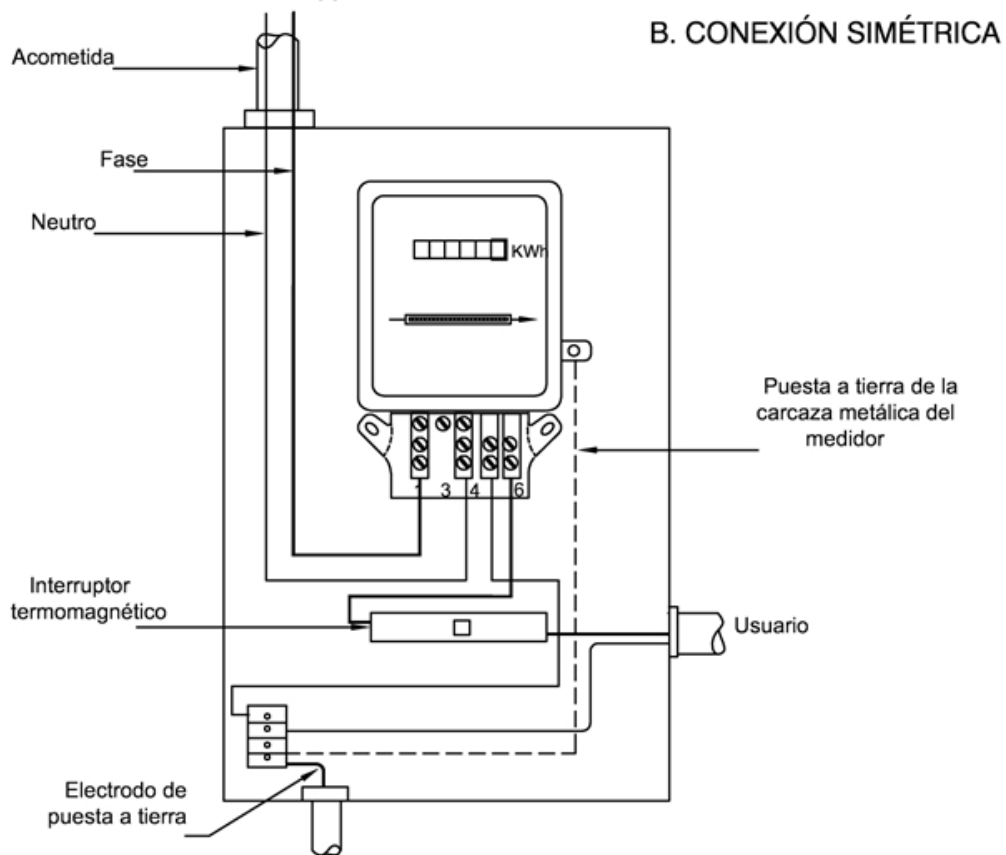 B. CONEXIÓN SIMÉTRICA
Acometida
Fase
Neutro
KWh
Puesta a tierra de la
carcaza metálica del
medidor
1 3 4 6
Interruptor
termomagnético
Usuario
Electrodo de
puesta a tierra